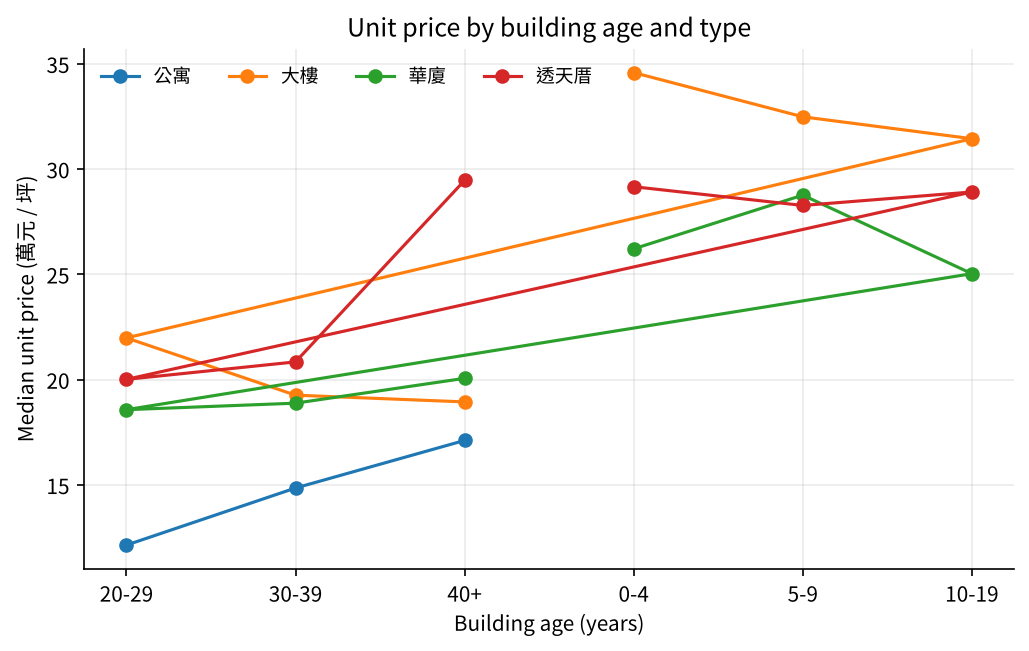 Unit price by building age and type
公寓
大樓
華廈
透天厝
35
30
25
20
15
Median unit price (萬元 / 坪)
20-29
30-39
40+
0-4
5-9
10-19
Building age (years)